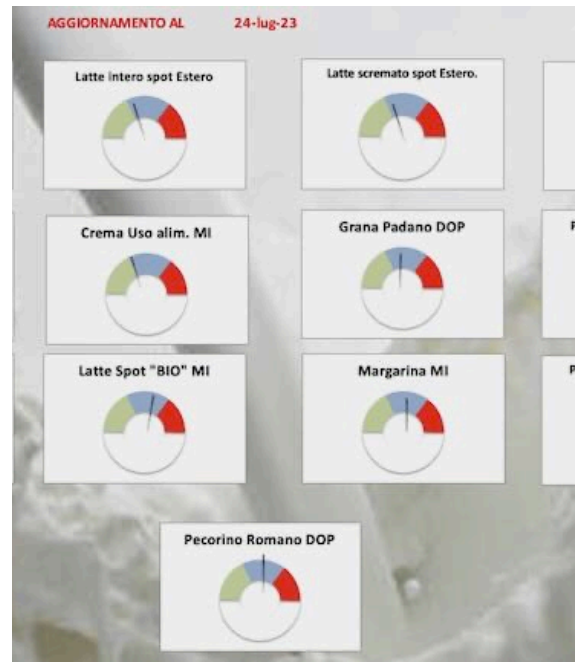 AGGIORNAMENTO AL 24-lug-23
Latte intero spot Estero
Latte scremato spot Estero.
Crema Uso alim. MI
Grana Padano DOP
Latte Spot "BIO" MI
Margarina MI
Pecorino Romano DOP